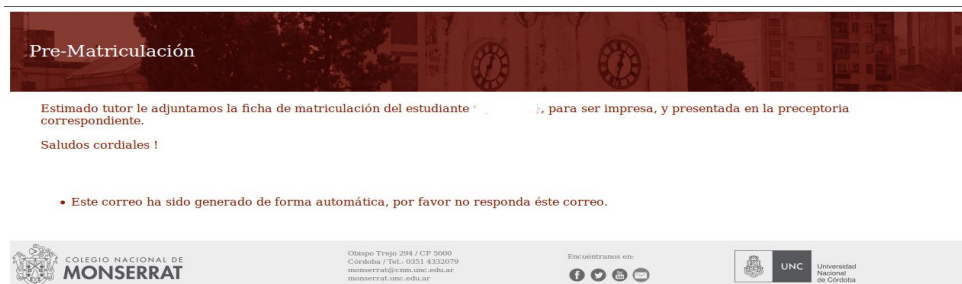 Pre-Matriculación
Estimado tutor le adjuntamos la ficha de matriculación del estudiante , para ser impresa, y presentada en la preceptoria
correspondiente.
Saludos cordiales !
• Este correo ha sido generado de forma automática, por favor no responda éste correo.
COLEGIO NACIONAL DE
MONSERRAT
Obispo Trejo 294 / CP 5000
Córdoba / Tel.: 0351 4332079
monserrat@cnm.unc.edu.ar
monserrat.unc.edu.ar
Encuéntranos en:
UNC
Universidad
Nacional
de Córdoba